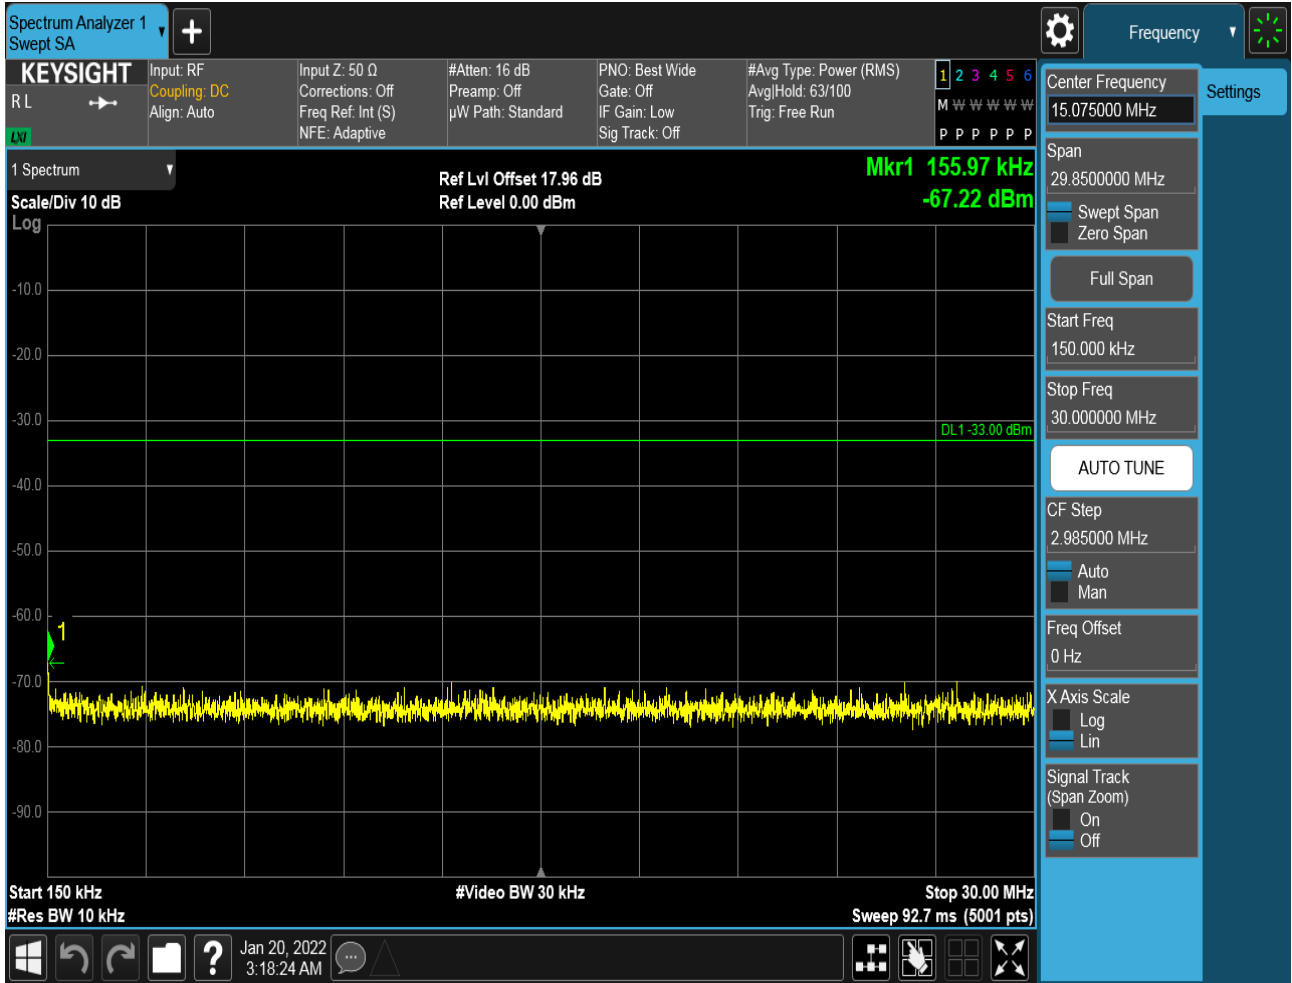 Spectrum Analyzer 1
Swept SA
Frequency
KEYSIGHT
R L
LXI
Input: RF
Coupling: DC
Align: Auto
Input Z: 50 Ω
Corrections: Off
Freq Ref: Int (S)
NFE: Adaptive
#Atten: 16 dB
Preamp: Off
µW Path: Standard
PNO: Best Wide
Gate: Off
IF Gain: Low
Sig Track: Off
#Avg Type: Power (RMS)
Avg|Hold: 63/100
Trig: Free Run
1 2 3 4 5 6
M W W W W W
P P P P P P
1 Spectrum
Scale/Div 10 dB
Log
Ref Lvl Offset 17.96 dB
Ref Level 0.00 dBm
Mkr1 155.97 kHz
-67.22 dBm
-10.0
-20.0
-30.0
DL1 -33.00 dBm
-40.0
-50.0
-60.0
1
-70.0
-80.0
-90.0
Start 150 kHz
#Video BW 30 kHz
Stop 30.00 MHz
#Res BW 10 kHz
Sweep 92.7 ms (5001 pts)
?
Jan 20, 2022
3:18:24 AM
Center Frequency
15.075000 MHz
Settings
Span
29.8500000 MHz
Swept Span
Zero Span
Full Span
Start Freq
150.000 kHz
Stop Freq
30.000000 MHz
AUTO TUNE
CF Step
2.985000 MHz
Auto
Man
Freq Offset
0 Hz
X Axis Scale
Log
Lin
Signal Track
(Span Zoom)
On
Off